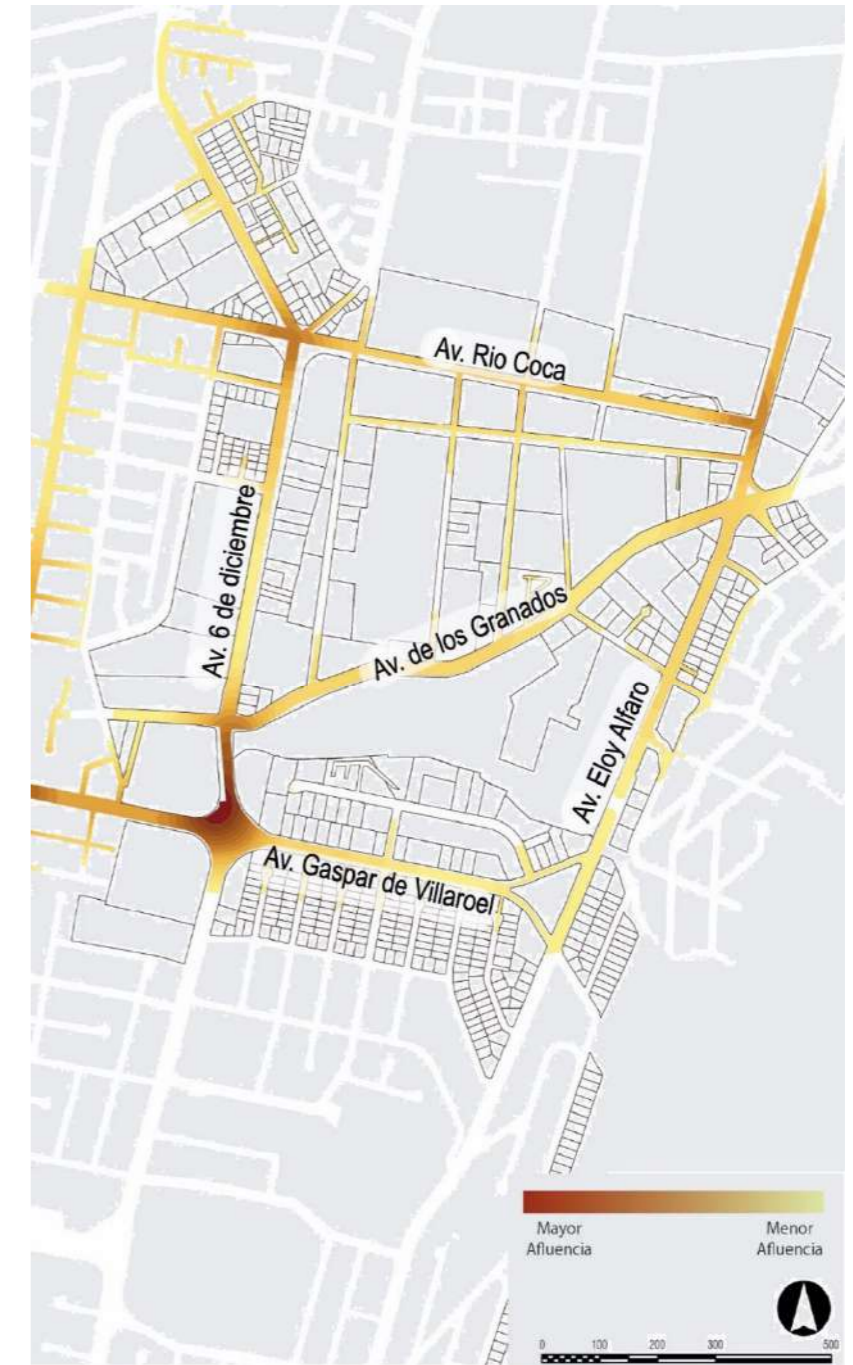 Av. Rio Coca
Av. 6 de diciembre
Av. de los Granados
Av. Eloy Alfaro
Av. Gaspar de Villaroel
Mayor
Afluencia
Menor
Afluencia
0 100 200 300 500